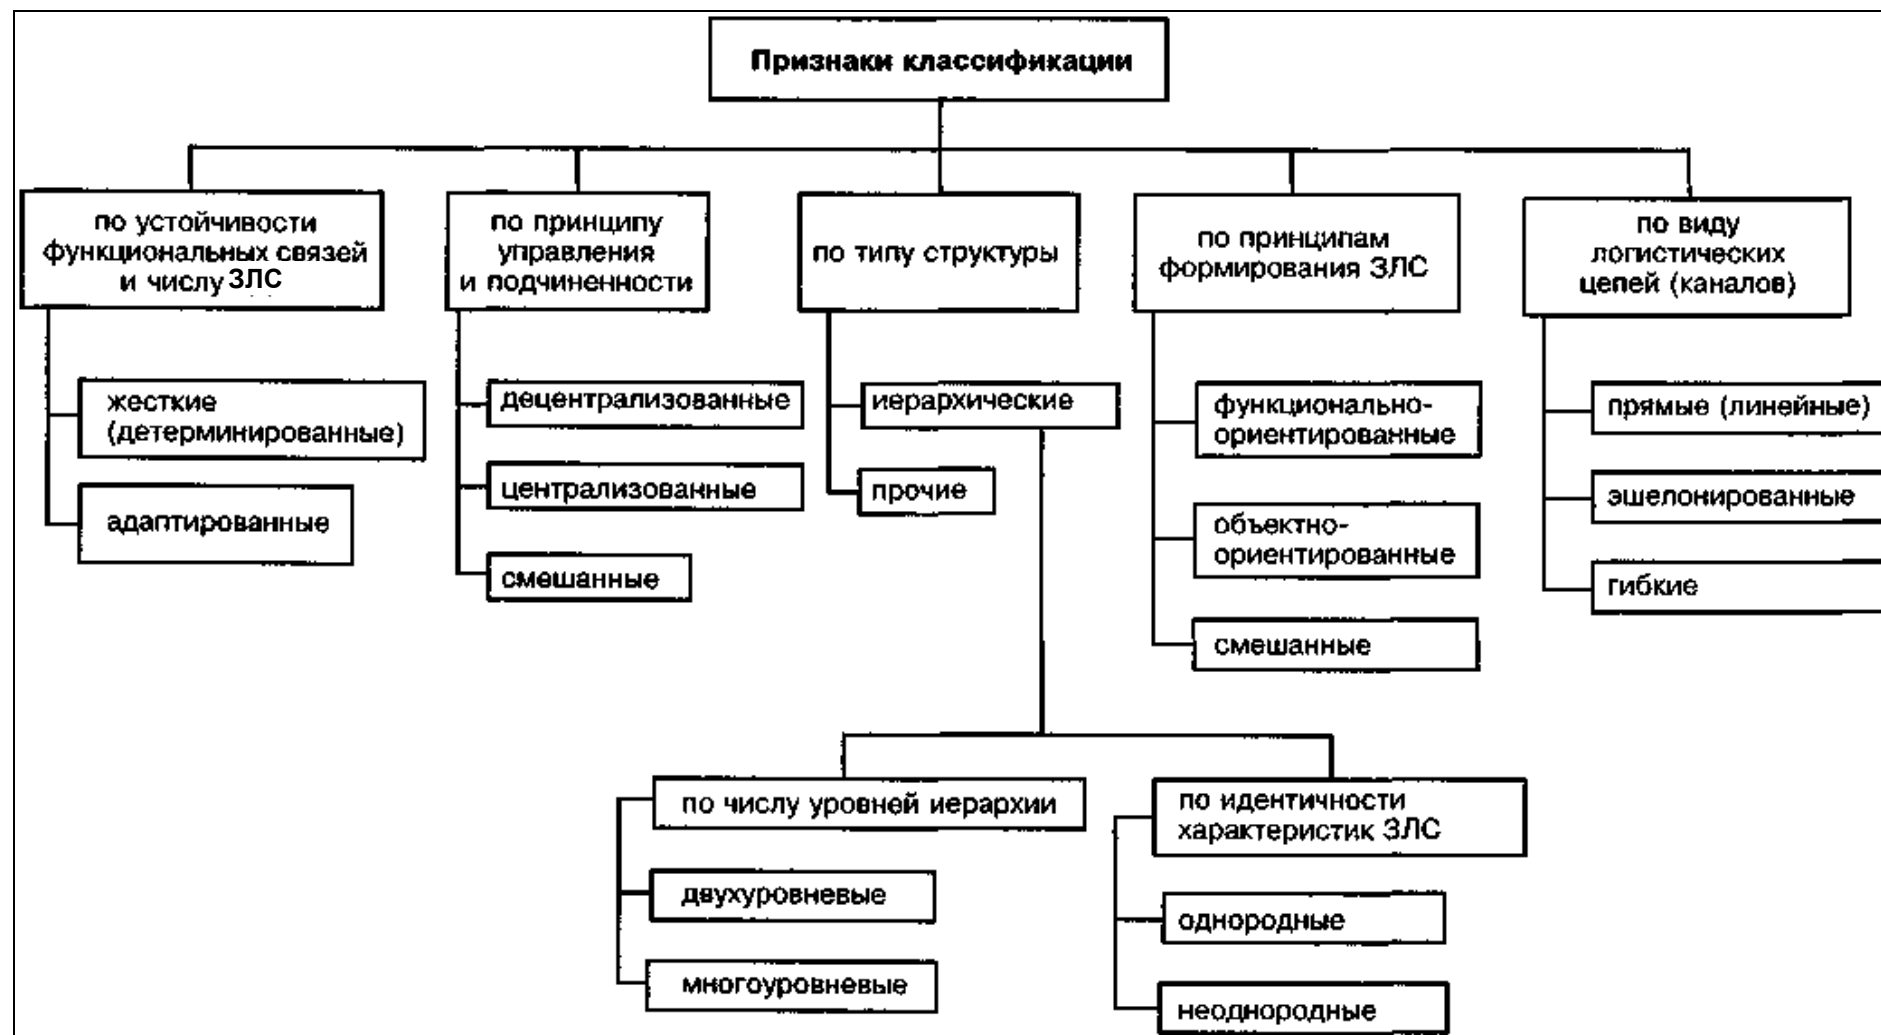 Признаки классификации
по устойчивости
функциональных связей
и числу ЗЛС
жесткие
(детерминированные)
адаптированные
по принципу
управления
и подчиненности
децентрализованные
централизованные
смешанные
по типу структуры
иерархические
прочие
по принципам
формирования ЗЛС
функционально-
ориентированные
объектно-
ориентированные
смешанные
по виду
логистических
цепей (каналов)
прямые (линейные)
эшелонированные
гибкие
по числу уровней иерархии
двухуровневые
многоуровневые
по идентичности
характеристик ЗЛС
однородные
неоднородные